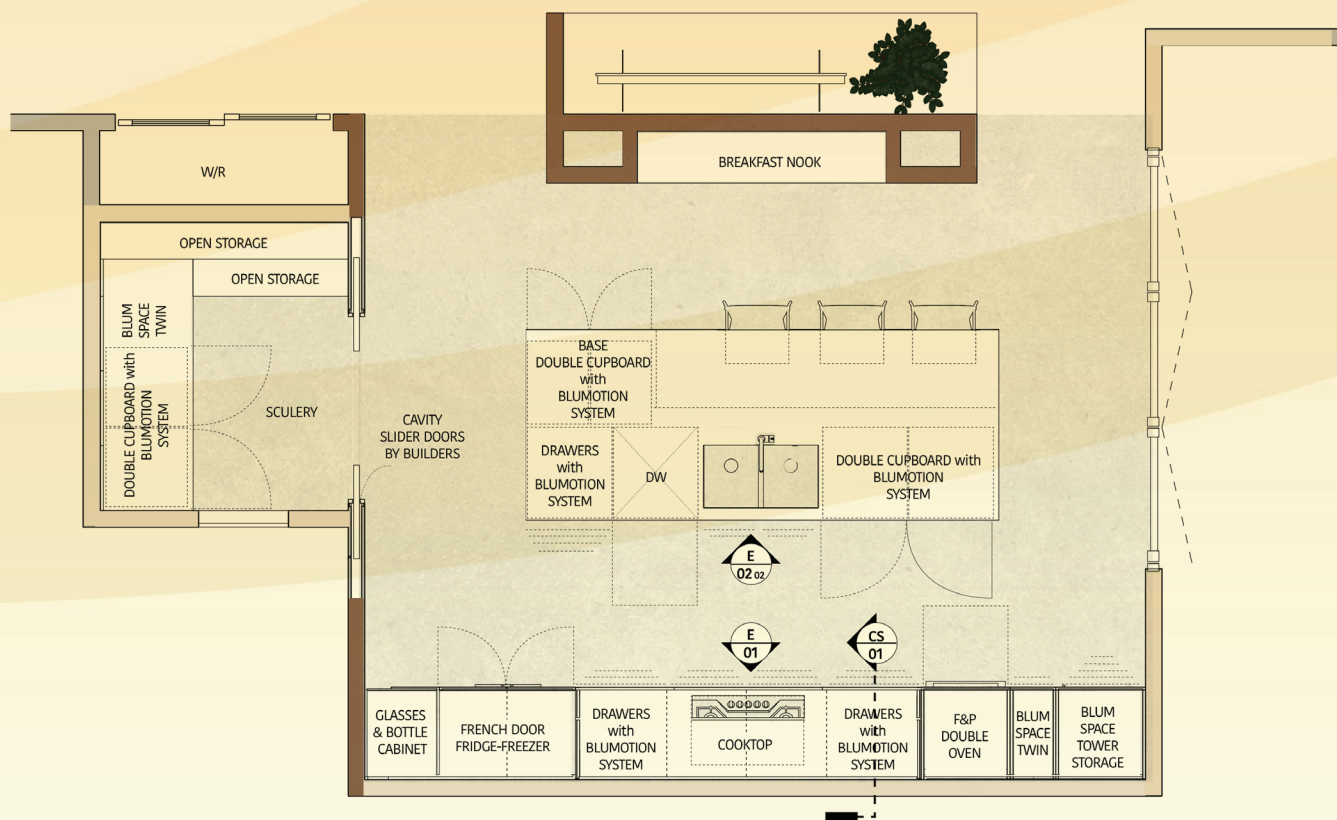 W/R
BREAKFAST NOOK
OPEN STORAGE
OPEN STORAGE
BLUM
SPACE
TWIN
DOUBLE CUPBOARD with
BLUMOTION
SYSTEM
SCULERY
CAVITY
SLIDER DOORS
BY BUILDERS
BASE
DOUBLE CUPBOARD
with
BLUMOTION
SYSTEM
DRAWERS
with
BLUMOTION
SYSTEM
DW
DOUBLE CUPBOARD with
BLUMOTION
SYSTEM
E
02 02
E
01
CS
01
GLASSES
& BOTTLE
CABINET
FRENCH DOOR
FRIDGE-FREEZER
DRAWERS
with
BLUMOTION
SYSTEM
COOKTOP
DRAWERS
with
BLUMOTION
SYSTEM
F&P
DOUBLE
OVEN
BLUM
SPACE
TWIN
BLUM
SPACE
TOWER
STORAGE